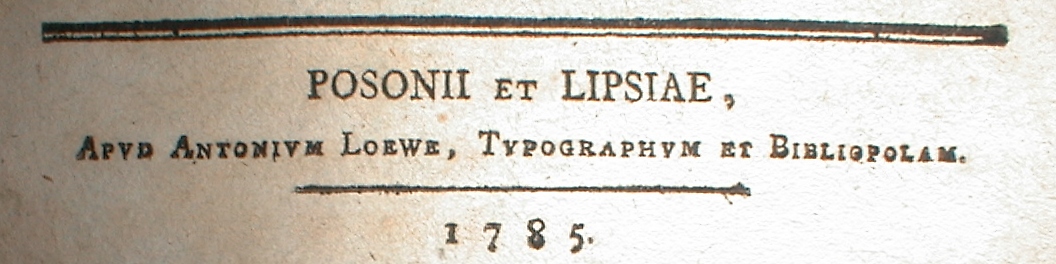 POSONII ET LIPSIAE,
APVD ANTONIVM LOEWE, TYPOGRAPHVM ET BIBLIOPOLAM.
1785.